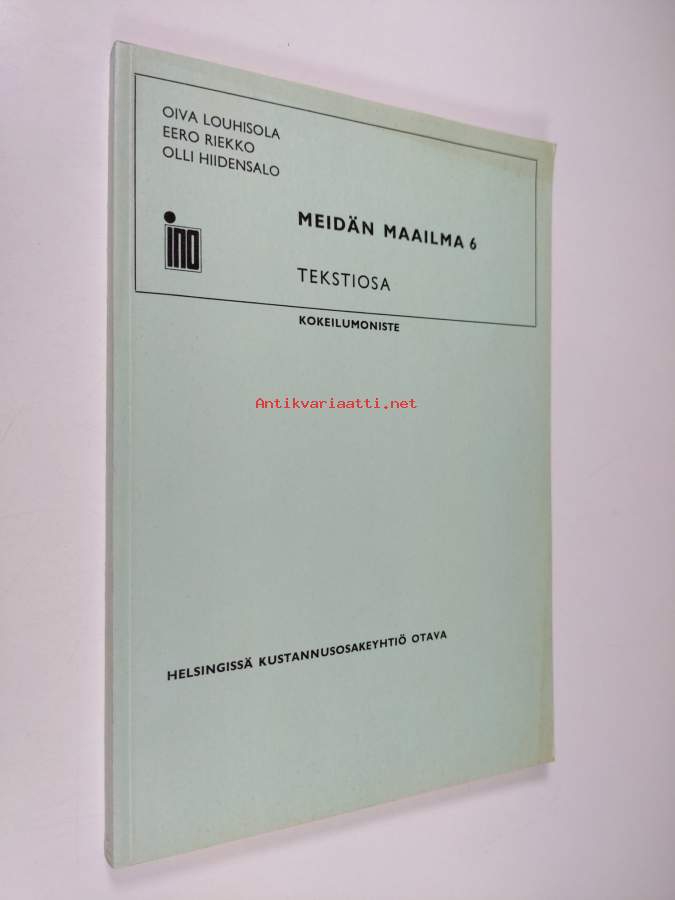 OIVA LOUHISOLA
EERO RIEKKO
OLLI HIIDENSALO
ino
MEIDÄN MAAILMA 6
TEKSTIOSA
KOKEILUMONISTE
Antikvariaatti.net
HELSINGISSÄ KUSTANNUSOSAKEYHTIÖ OTAVA